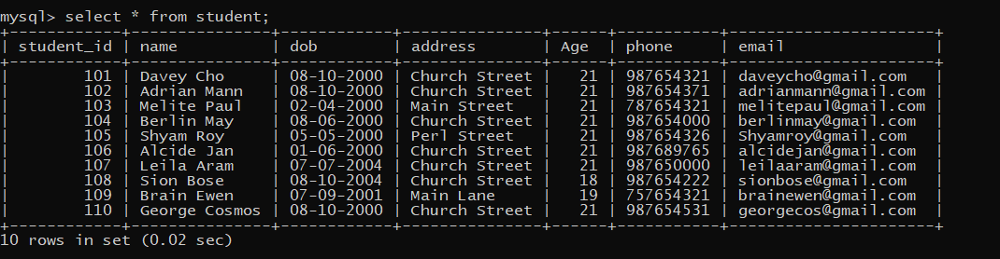 mysql> select * from student;
+------------+---------------+------------+---------------+------+-----------+----------------------+
| student_id | name          | dob        | address       | Age  | phone     | email                |
+------------+---------------+------------+---------------+------+-----------+----------------------+
|        101 | Davey Cho     | 08-10-2000 | Church Street |   21 | 987654321 | daveycho@gmail.com   |
|        102 | Adrian Mann   | 08-10-2000 | Church Street |   21 | 987654371 | adrianmann@gmail.com |
|        103 | Melite Paul   | 02-04-2000 | Main Street   |   21 | 787654321 | melitepaul@gmail.com |
|        104 | Berlin May    | 08-06-2000 | Church Street |   21 | 987654000 | berlinmay@gmail.com  |
|        105 | Shyam Roy     | 05-05-2000 | Perl Street   |   21 | 987654326 | Shyamroy@gmail.com   |
|        106 | Alcide Jan    | 01-06-2000 | Church Street |   21 | 987689765 | alcidejan@gmail.com  |
|        107 | Leila Aram    | 07-07-2004 | Church Street |   21 | 987650000 | leilaaram@gmail.com  |
|        108 | Sion Bose     | 08-10-2004 | Church Street |   18 | 987654222 | sionbose@gmail.com   |
|        109 | Brain Ewen    | 07-09-2001 | Main Lane     |   19 | 757654321 | brainewen@gmail.com  |
|        110 | George Cosmos | 08-10-2000 | Church Street |   21 | 987654531 | georgecos@gmail.com  |
+------------+---------------+------------+---------------+------+-----------+----------------------+
10 rows in set (0.02 sec)